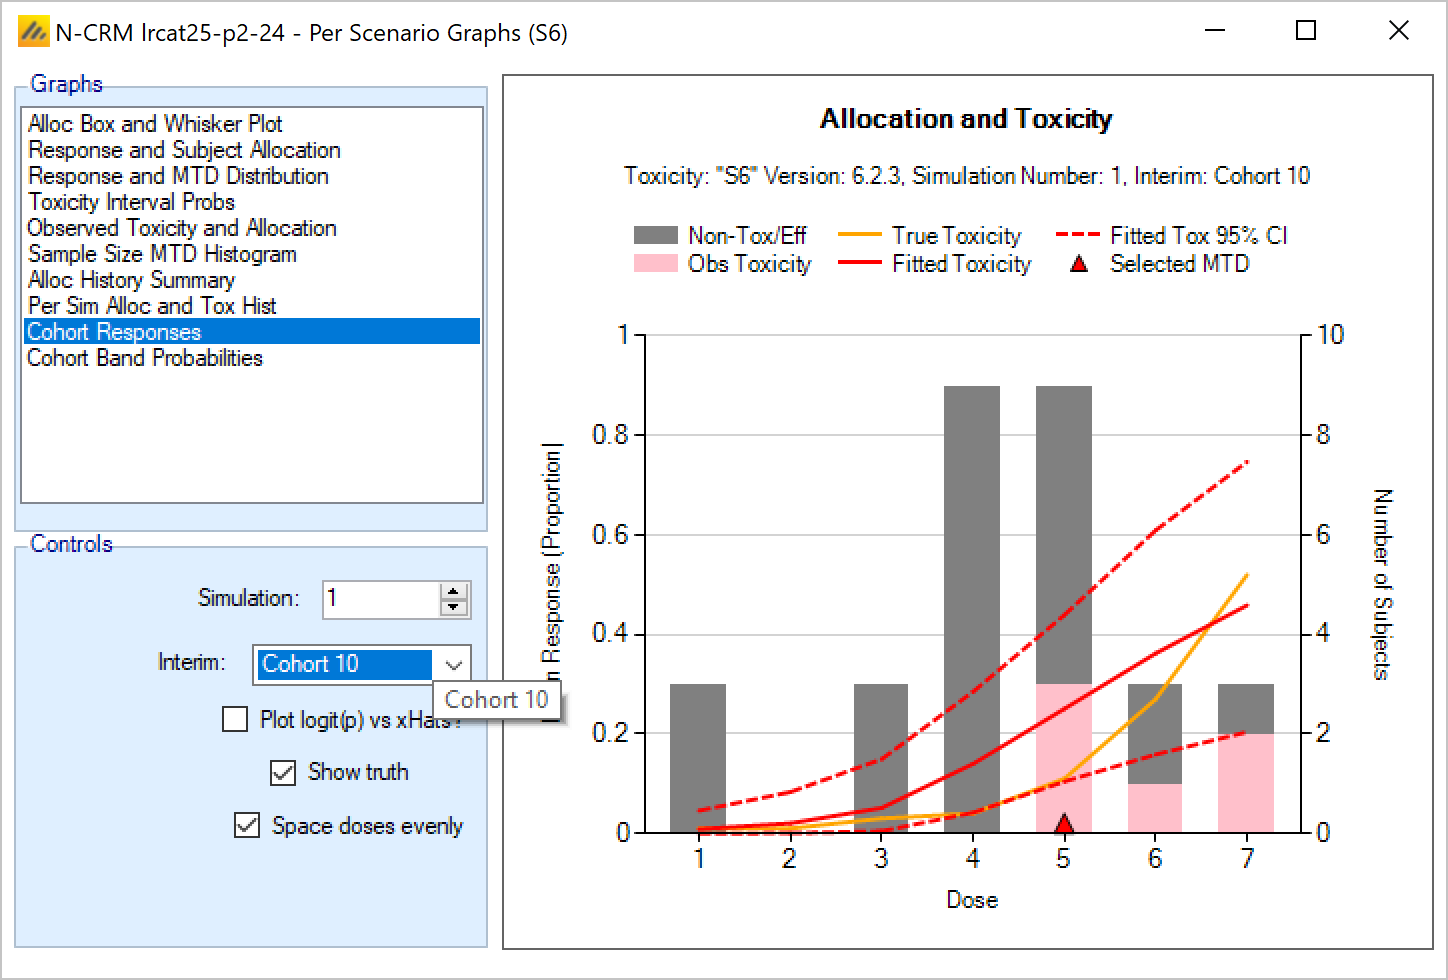 N-CRM lrcat25-p2-24 - Per Scenario Graphs (S6)
Graphs
Alloc Box and Whisker Plot
Response and Subject Allocation
Response and MTD Distribution
Toxicity Interval Probs
Observed Toxicity and Allocation
Sample Size MTD Histogram
Alloc History Summary
Per Sim Alloc and Tox Hist
Cohort Responses
Cohort Band Probabilities
Controls
Simulation: 1
Interim: Cohort 10
Cohort 10
Plot logit(p) vs xHats?
Show truth
Space doses evenly
Allocation and Toxicity
Toxicity: "S6" Version: 6.2.3, Simulation Number: 1, Interim: Cohort 10
Non-Tox/Eff True Toxicity Fitted Tox 95% CI
Obs Toxicity Fitted Toxicity Selected MTD
1 10
0.8 8
0.6 6
0.4 4
0.2 2
0 0
Response (Proportion)
Number of Subjects
1 2 3 4 5 6 7
Dose